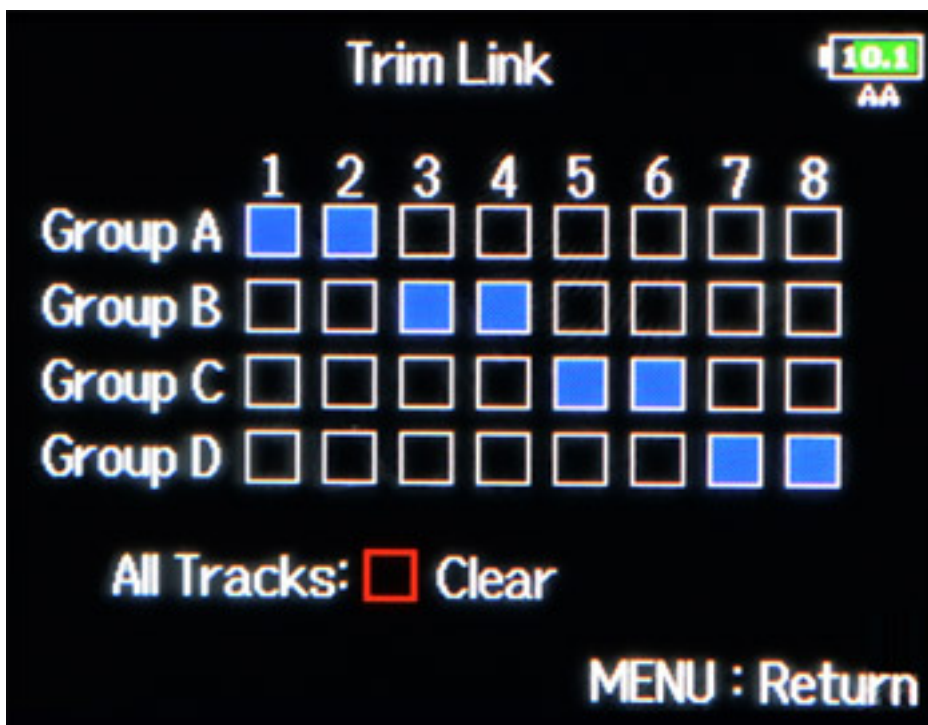 Trim Link
10.1
AA
1 2 3 4 5 6 7 8
Group A
Group B
Group C
Group D
All Tracks: Clear
MENU : Return